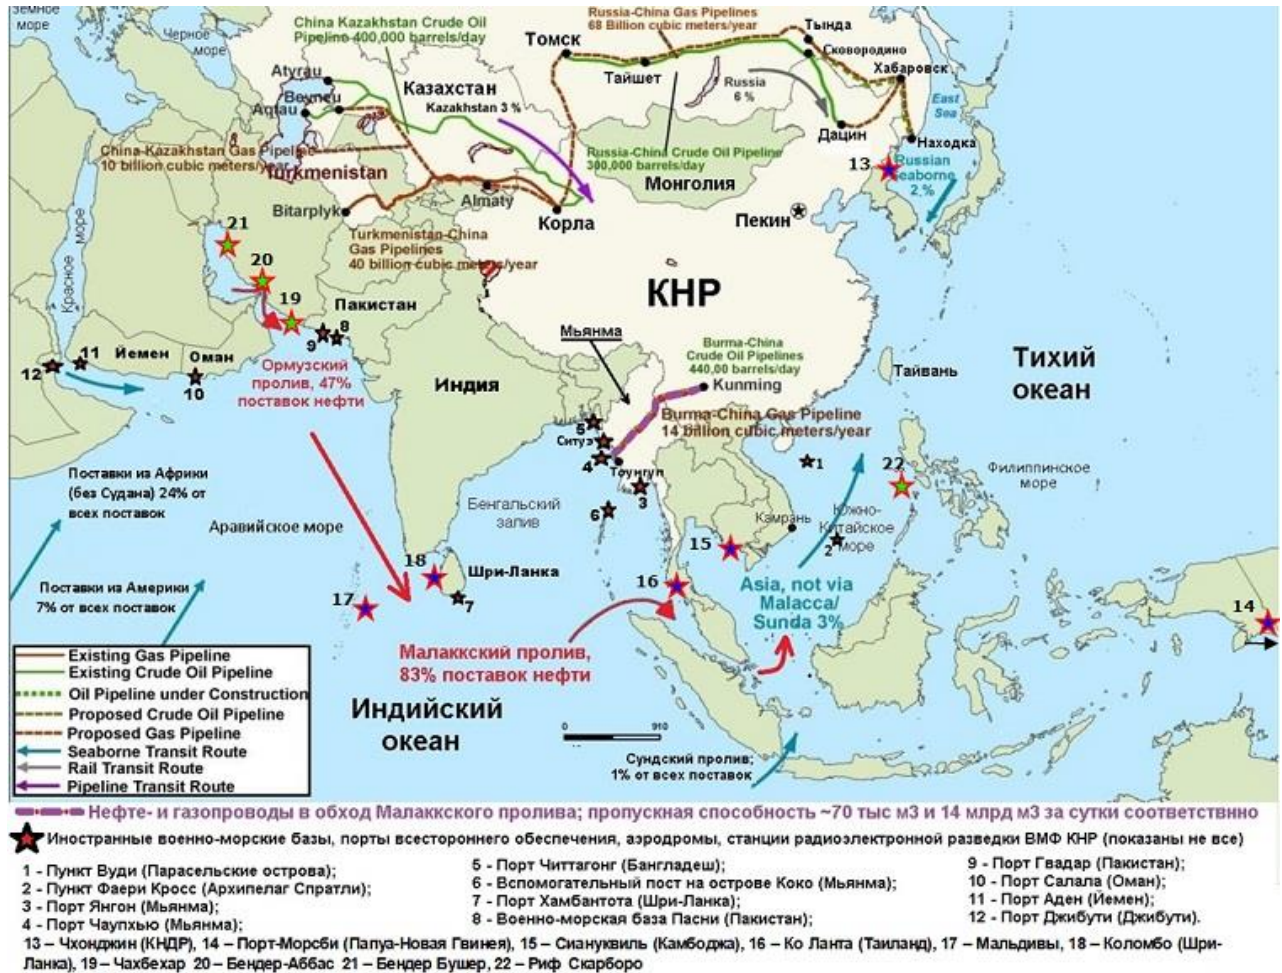 Земное
море
Черное
море
China Kazakhstan Crude Oil
Pipeline 400,000 barrels/day
Russia-China Gas Pipelines
68 Billion cubic meters/year
Тында
Томск
Сковородино
Тайшет
Хабаровск
Atyrau
Казахстан
Russia
6 %
East
Sea
Beyneu
Aqtau
Kazakhstan 3 %
Дацин
Находка
China-Kazakhstan Gas Pipeline
10 billion cubic meters/year
Russia-China Crude Oil Pipeline
300,000 barrels/day
13
Russian
Seaborne
2 %
Turkmenistan
Монголия
Almaty
Bitarplyk
Корла
Пекин
21
Turkmenistan-China
Gas Pipelines
40 billion cubic meters/year
Красное море
20
КНР
19
Пакистан
8
9
Мьянма
Burma-China
Crude Oil Pipelines
440,00 barrels/day
Тихий
океан
11
Йемен
Оман
12
10
Ормузский
пролив, 47%
поставок нефти
Индия
Kunming
Тайвань
Burma-China Gas Pipeline
14 billion cubic meters/year
5
Ситуэ
4
Тоунгуп
1
22
Филиппинское
море
Поставки из Африки
(без Судана) 24% от
всех поставок
3
Бенгальский
залив
6
Аравийское море
Камрань
Южно-
Китайское
море
2
15
18
Шри-Ланка
16
7
17
Asia, not via
Malacca/
Sunda 3%
Поставки из Америки
7% от всех поставок
14
Малаккский пролив,
83% поставок нефти
Existing Gas Pipeline
Existing Crude Oil Pipeline
Oil Pipeline under Construction
Proposed Crude Oil Pipeline
Proposed Gas Pipeline
Seaborne Transit Route
Rail Transit Route
Pipeline Transit Route
Индийский
океан
0 910
Сундский пролив;
1% от всех поставок
Нефте- и газопроводы в обход Малаккского пролива; пропускная способность ~70 тыс м3 и 14 млрд м3 за сутки соответствнно
Иностранные военно-морские базы, порты всестороннего обеспечения, аэродромы, станции радиоэлектронной разведки ВМФ КНР (показаны не все)
1 - Пункт Вуди (Парасельские острова);
2 - Пункт Фаери Кросс (Архипелаг Спратли);
3 - Порт Янгон (Мьянма);
4 - Порт Чаупхью (Мьянма);
5 - Порт Читтагонг (Бангладеш);
6 - Вспомогательный пост на острове Коко (Мьянма);
7 - Порт Хамбантота (Шри-Ланка);
8 - Военно-морская база Пасни (Пакистан);
9 - Порт Гвадар (Пакистан);
10 - Порт Салала (Оман);
11 - Порт Аден (Йемен);
12 - Порт Джибути (Джибути).
13 – Чхонджин (КНДР), 14 – Порт-Морсби (Папуа-Новая Гвинея), 15 – Сиануквиль (Камбоджа), 16 – Ко Ланта (Таиланд), 17 – Мальдивы, 18 – Коломбо (Шри-
Ланка), 19 – Чахбехар 20 – Бендер-Аббас 21 – Бендер Бушер, 22 – Риф Скарборо